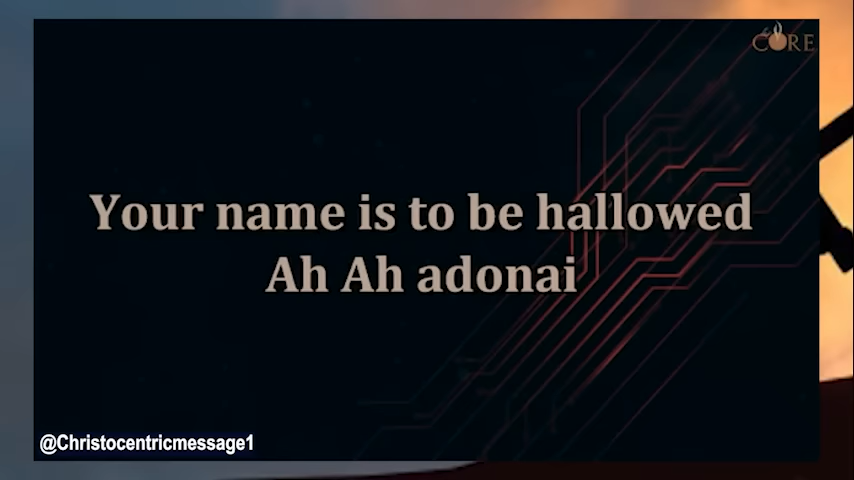 CORE
Your name is to be hallowed
Ah Ah adonai
@Christocentricmessage1